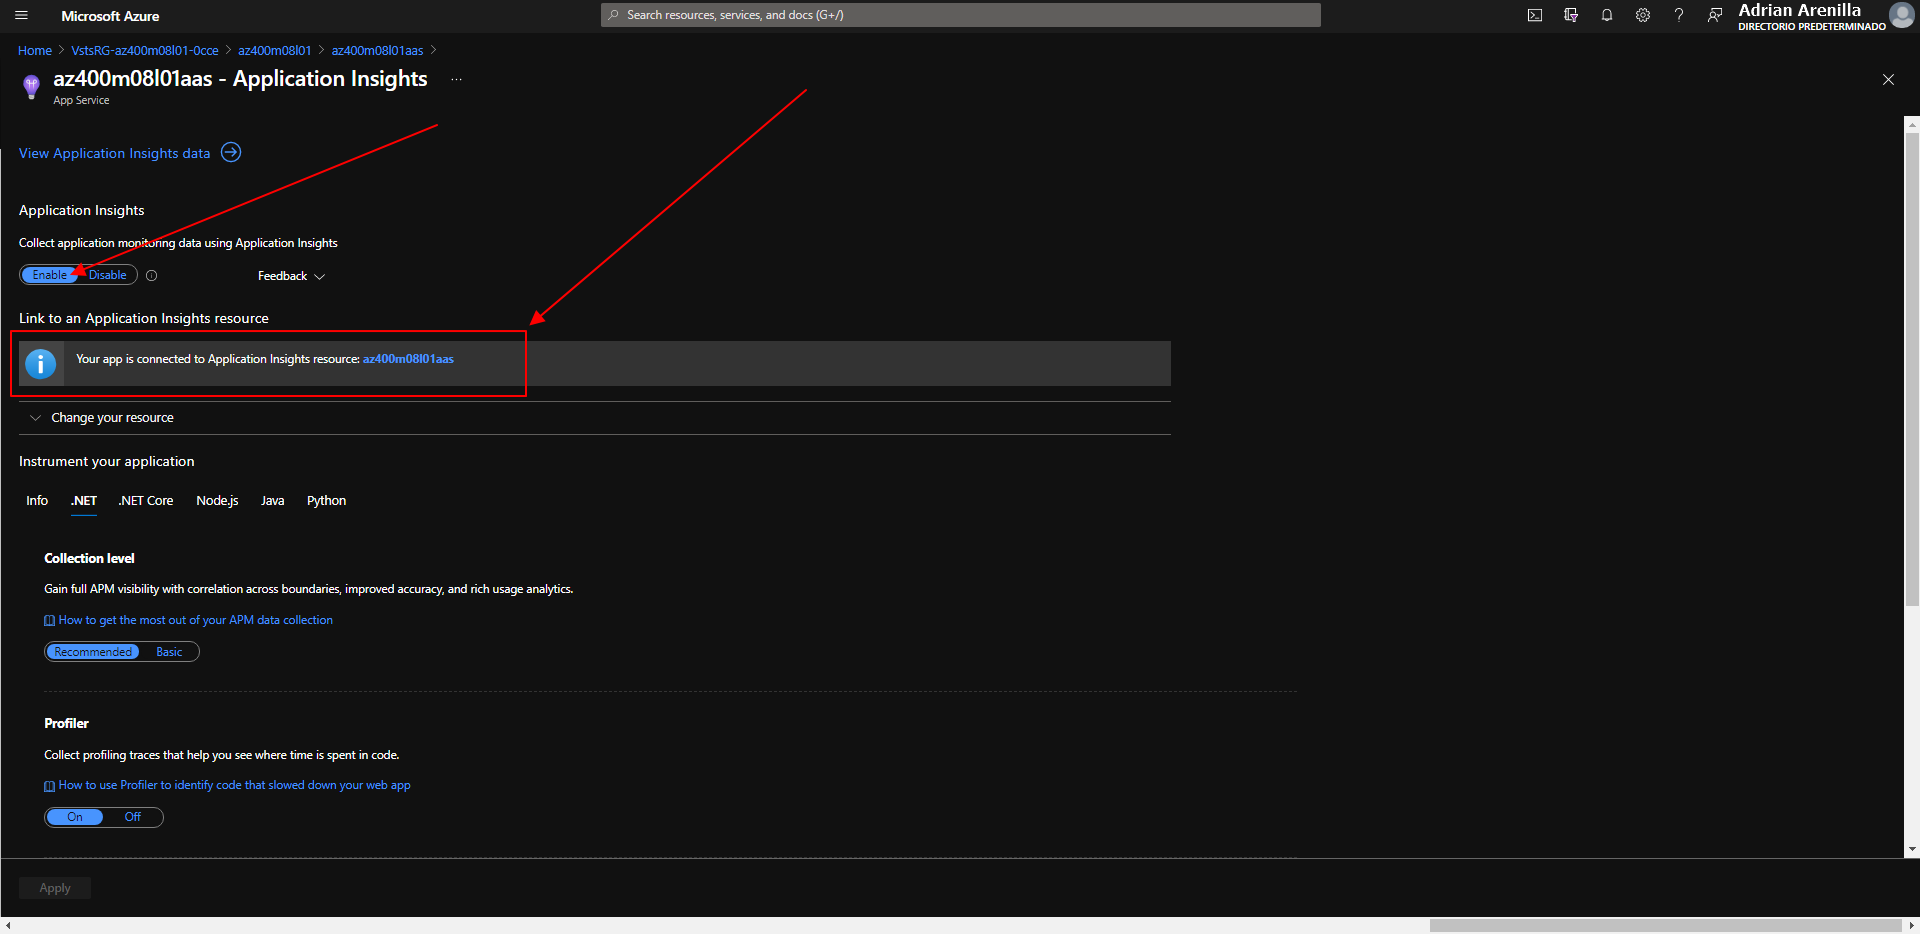 Microsoft Azure
Search resources, services, and docs (G+/)
Adrian Arenilla
DIRECTORIO PREDETERMINADO
Home > VstsRG-az400m08l01-0cce > az400m08l01 > az400m08l01aas >
az400m08l01aas - Application Insights ...
App Service
View Application Insights data
Application Insights
Collect application monitoring data using Application Insights
Enable Disable
Feedback
Link to an Application Insights resource
Your app is connected to Application Insights resource: az400m08l01aas
Change your resource
Instrument your application
Info .NET .NET Core Node.js Java Python
Collection level
Gain full APM visibility with correlation across boundaries, improved accuracy, and rich usage analytics.
How to get the most out of your APM data collection
Recommended Basic
Profiler
Collect profiling traces that help you see where time is spent in code.
How to use Profiler to identify code that slowed down your web app
On Off
Apply